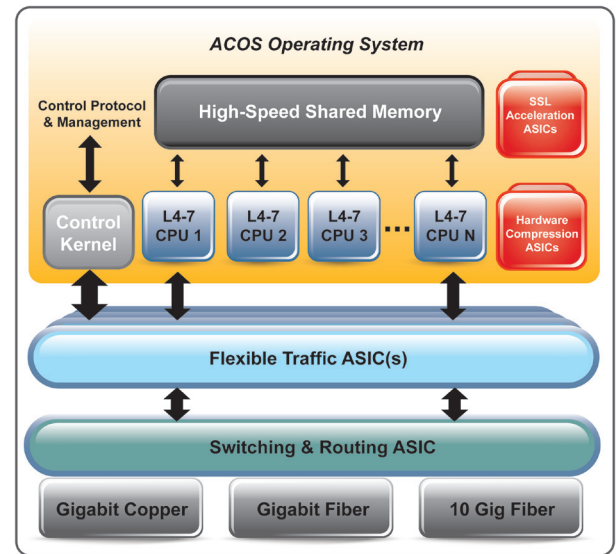 ACOS Operating System
Control Protocol
& Management
High-Speed Shared Memory
SSL
Acceleration
ASICs
Control
Kernel
L4-7
CPU 1
L4-7
CPU 2
L4-7
CPU 3
...
L4-7
CPU N
Hardware
Compression
ASICs
Flexible Traffic ASIC(s)
Switching & Routing ASIC
Gigabit Copper
Gigabit Fiber
10 Gig Fiber